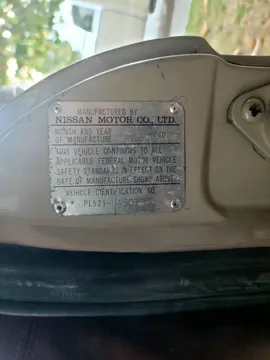 MANUFACTURED BY
NISSAN MOTOR CO., LTD.
MONTH AND YEAR
OF MANUFACTURE
THIS VEHICLE CONFORMS TO ALL
APPLICABLE FEDERAL MOTOR VEHICLE
SAFETY STANDARDS IN EFFECT ON THE
DATE OF MANUFACTURE SHOWN ABOVE
VEHICLE IDENTIFICATION NO.
PL521-